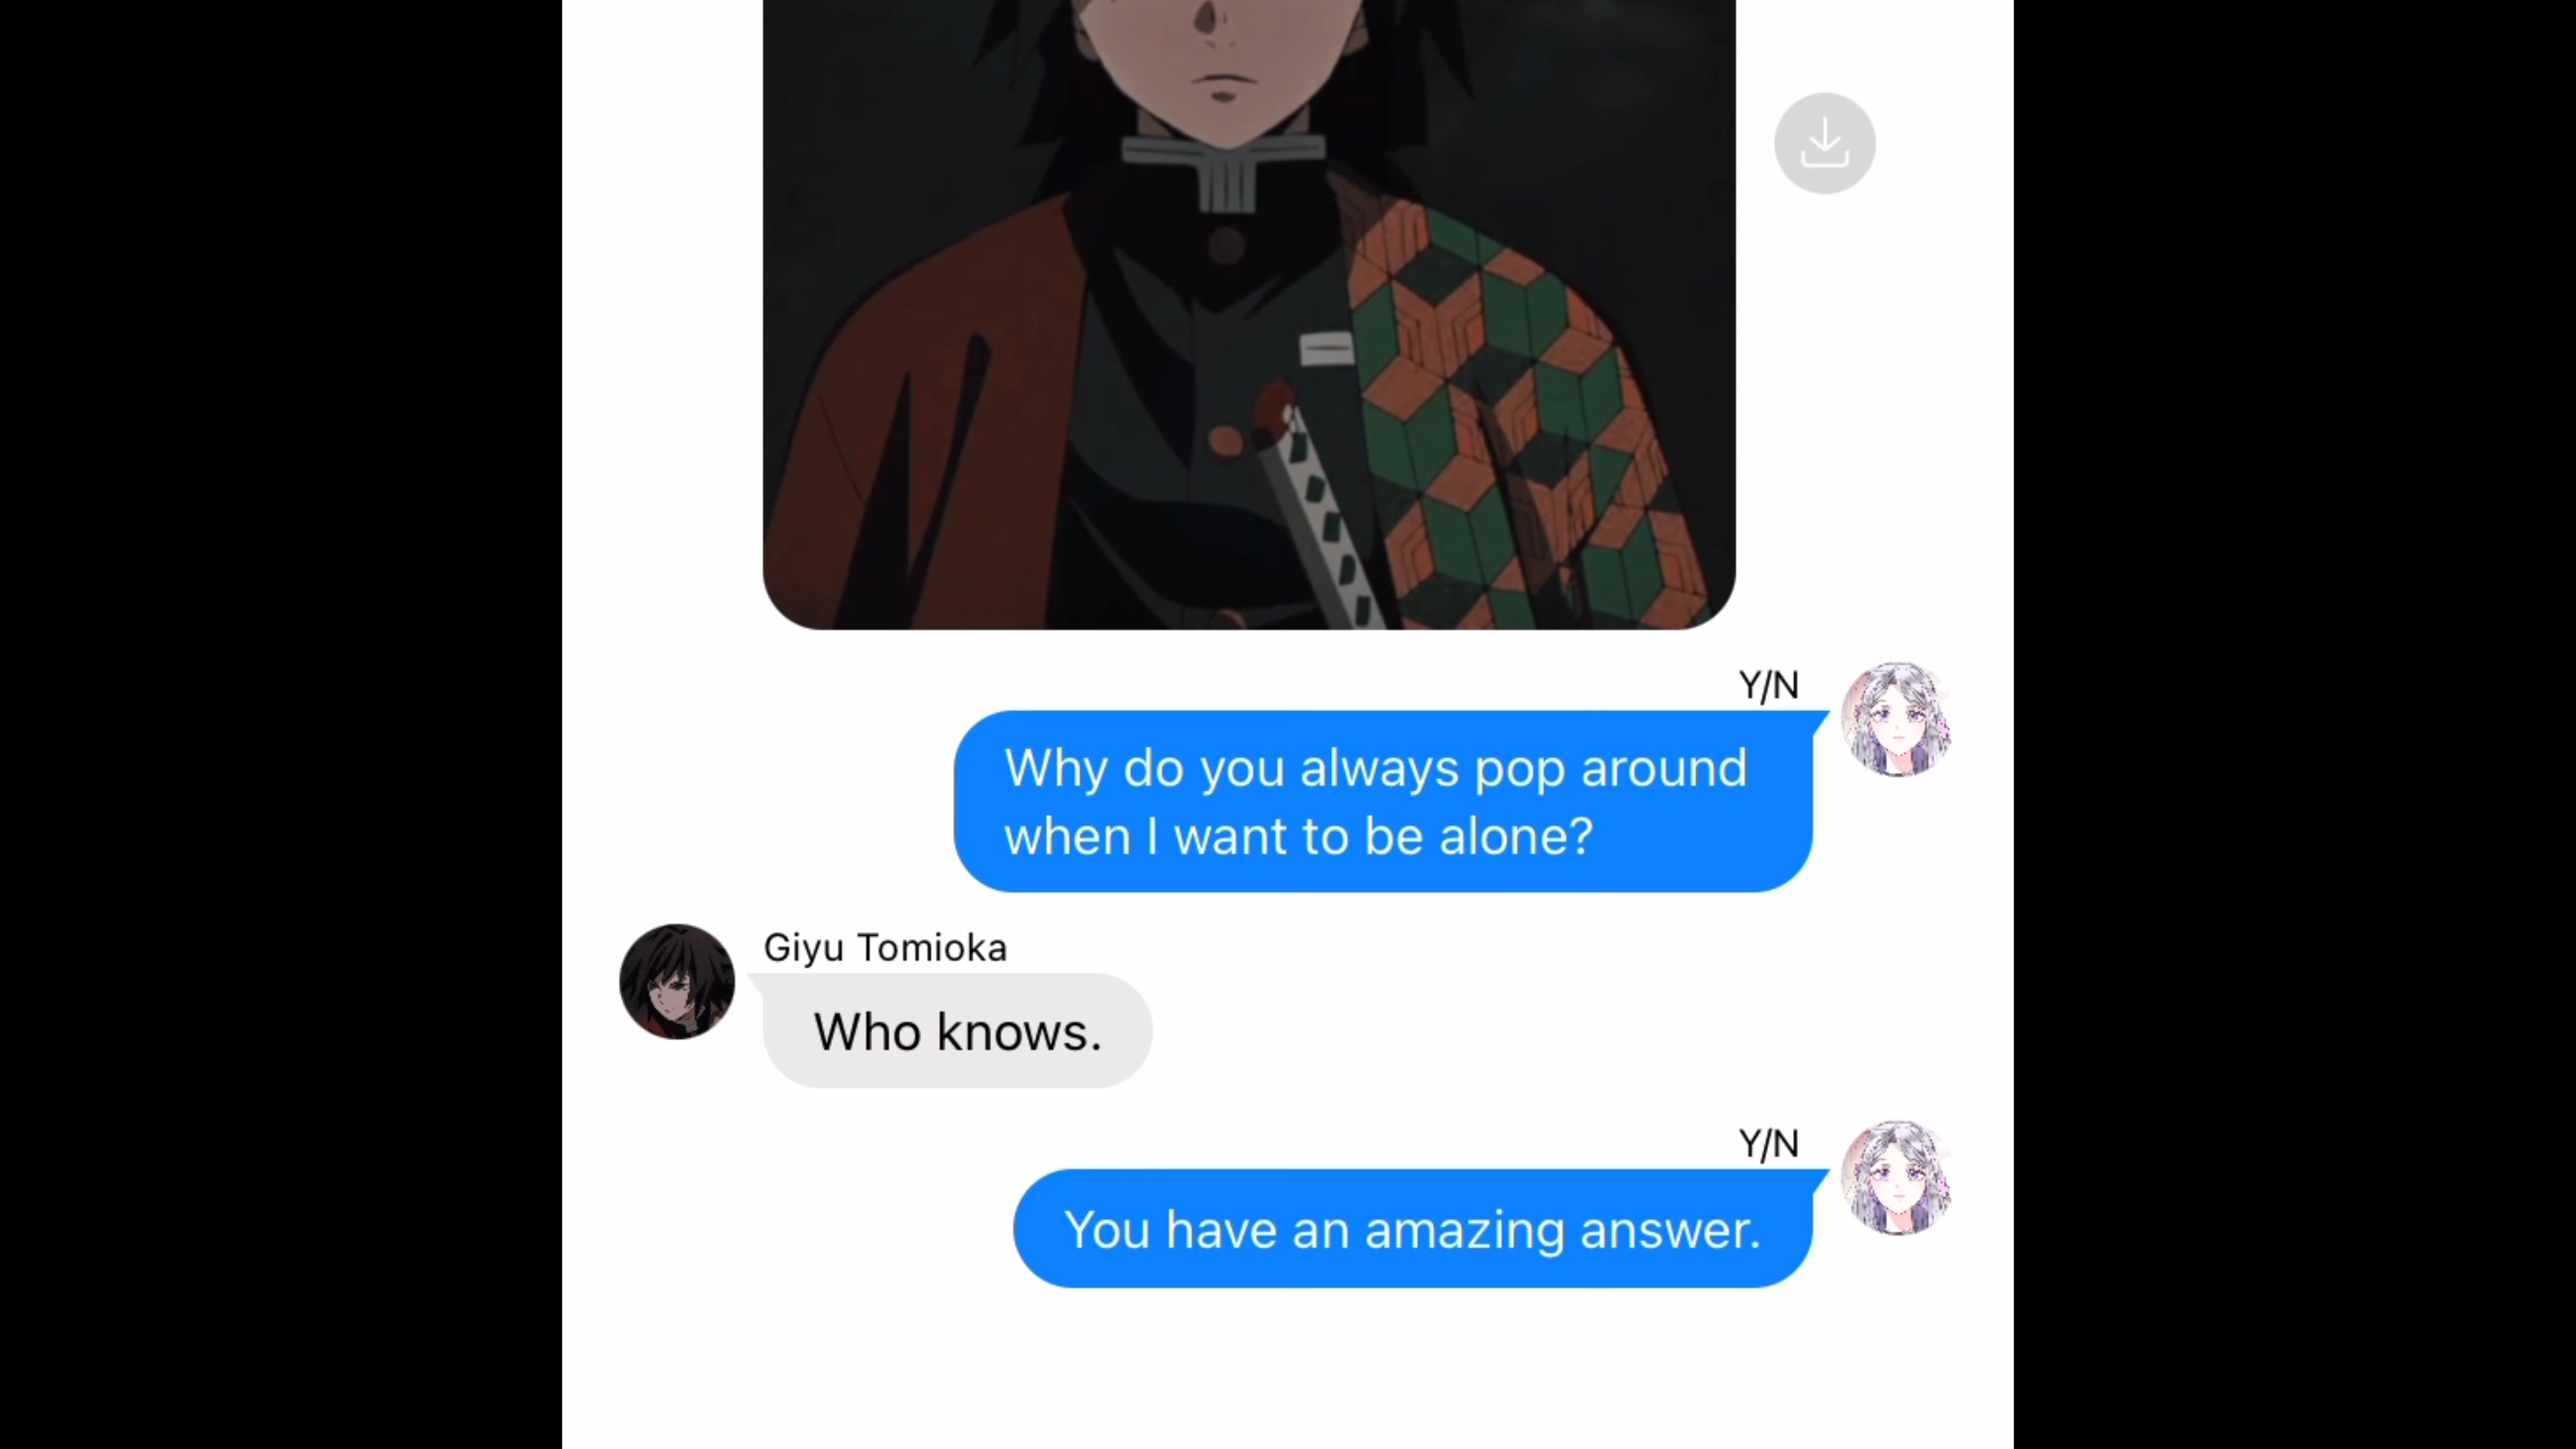 Y/N
Why do you always pop around
when I want to be alone?
Giyu Tomioka
Who knows.
Y/N
You have an amazing answer.